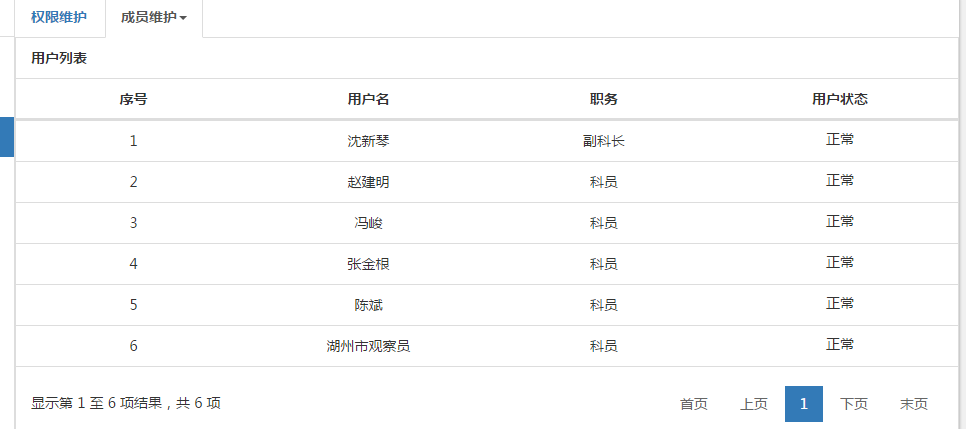 权限维护 成员维护
用户列表
序号 用户名 职务 用户状态
1 沈新琴 副科长 正常
2 赵建明 科员 正常
3 冯峻 科员 正常
4 张金根 科员 正常
5 陈斌 科员 正常
6 湖州市观察员 科员 正常
显示第 1 至 6 项结果，共 6 项 首页 上页 1 下页 末页